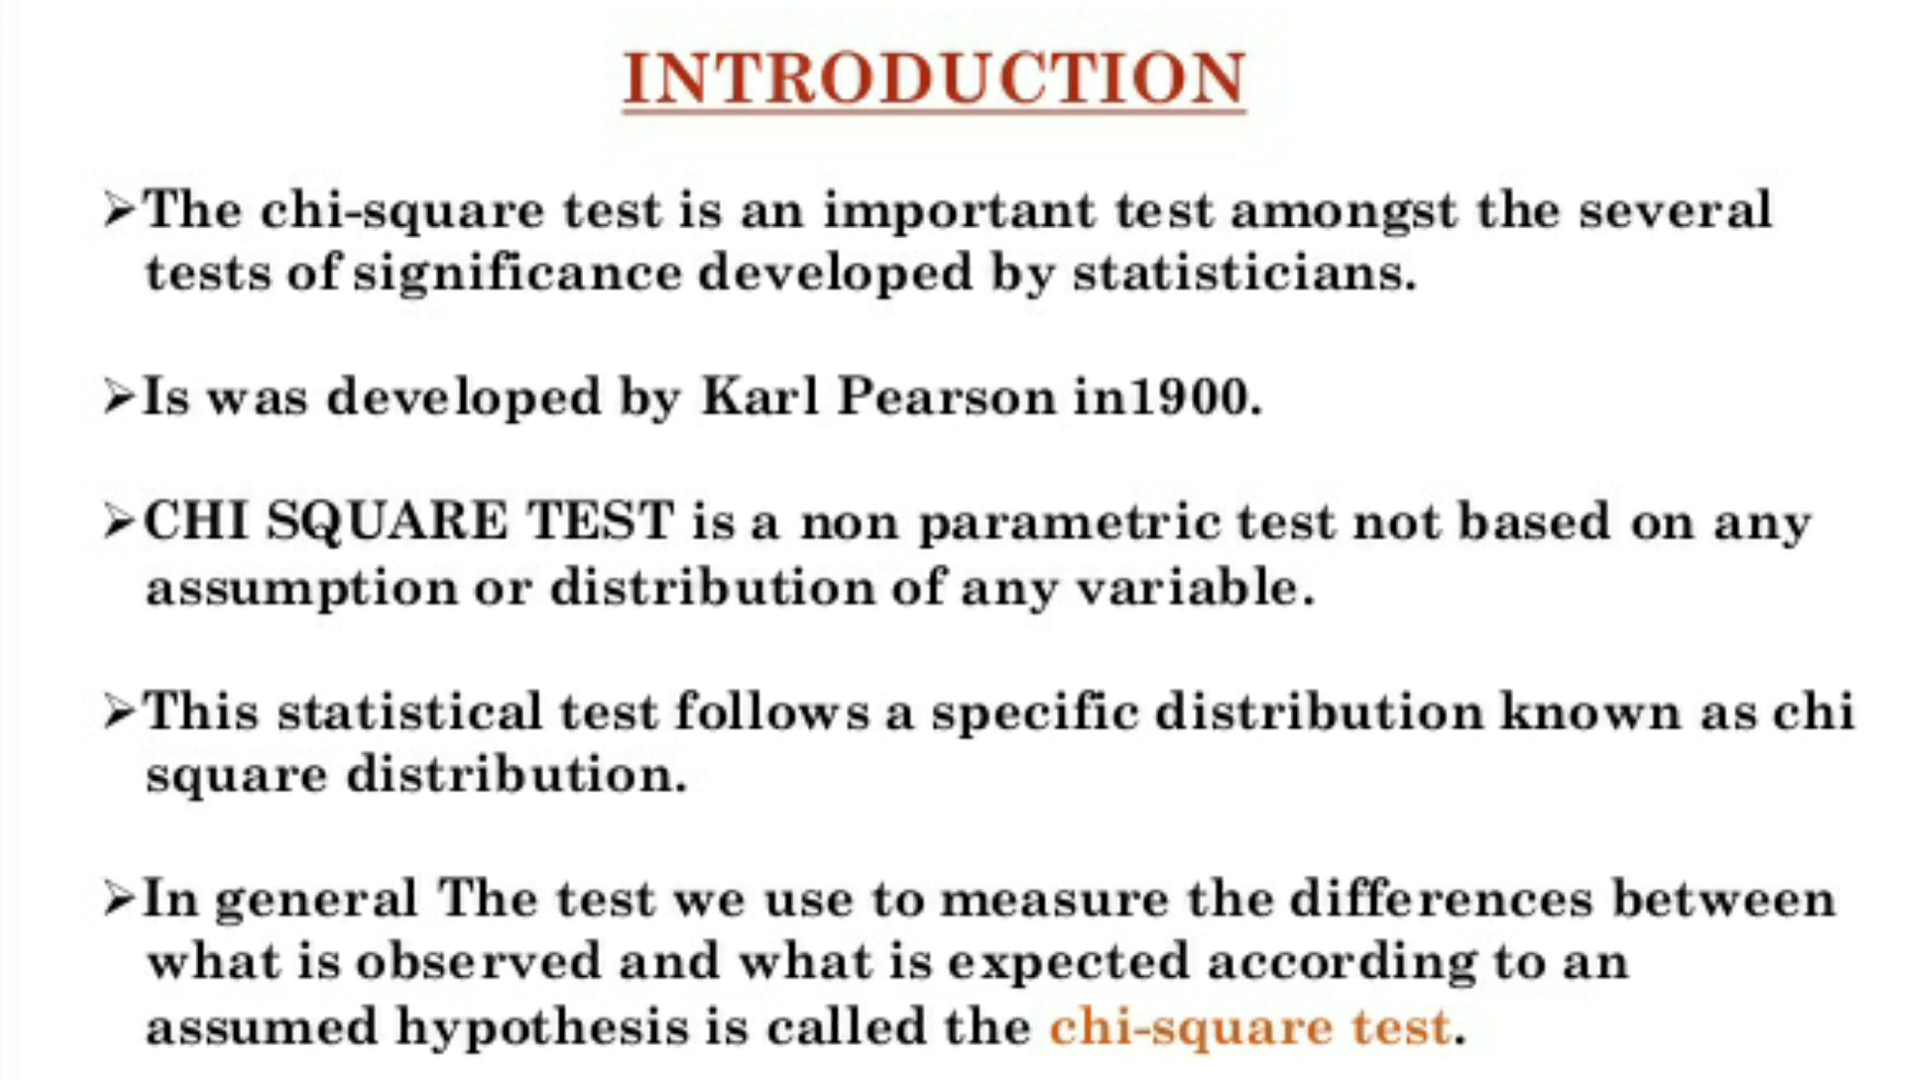 INTRODUCTION
➢The chi-square test is an important test amongst the several
tests of significance developed by statisticians.
➢Is was developed by Karl Pearson in1900.
➢CHI SQUARE TEST is a non parametric test not based on any
assumption or distribution of any variable.
➢This statistical test follows a specific distribution known as chi
square distribution.
➢In general The test we use to measure the differences between
what is observed and what is expected according to an
assumed hypothesis is called the chi-square test.